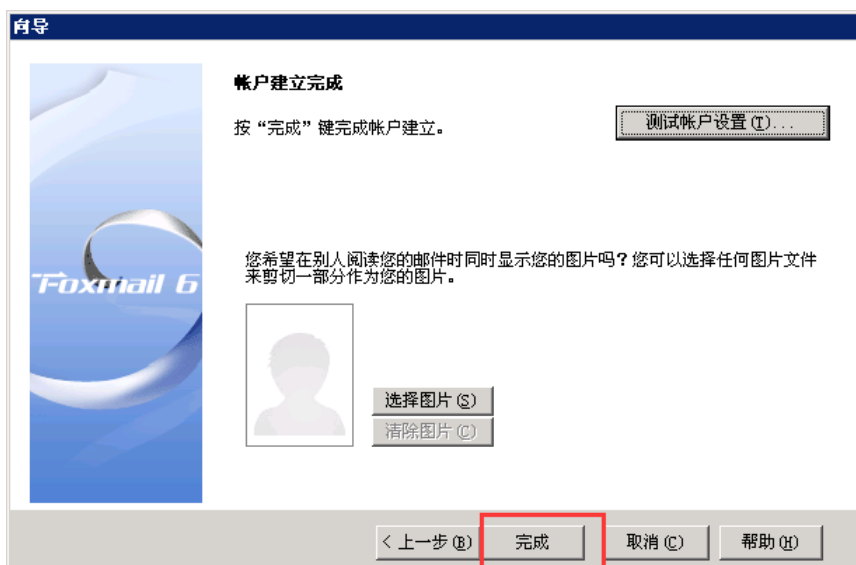 向导
帐户建立完成
按“完成”键完成帐户建立。
测试帐户设置(T)...
您希望在别人阅读您的邮件时同时显示您的图片吗?您可以选择任何图片文件
来剪切一部分作为您的图片。
Foxmail 6
选择图片(S)
清除图片(C)
< 上一步(B)
完成
取消(C)
帮助(H)